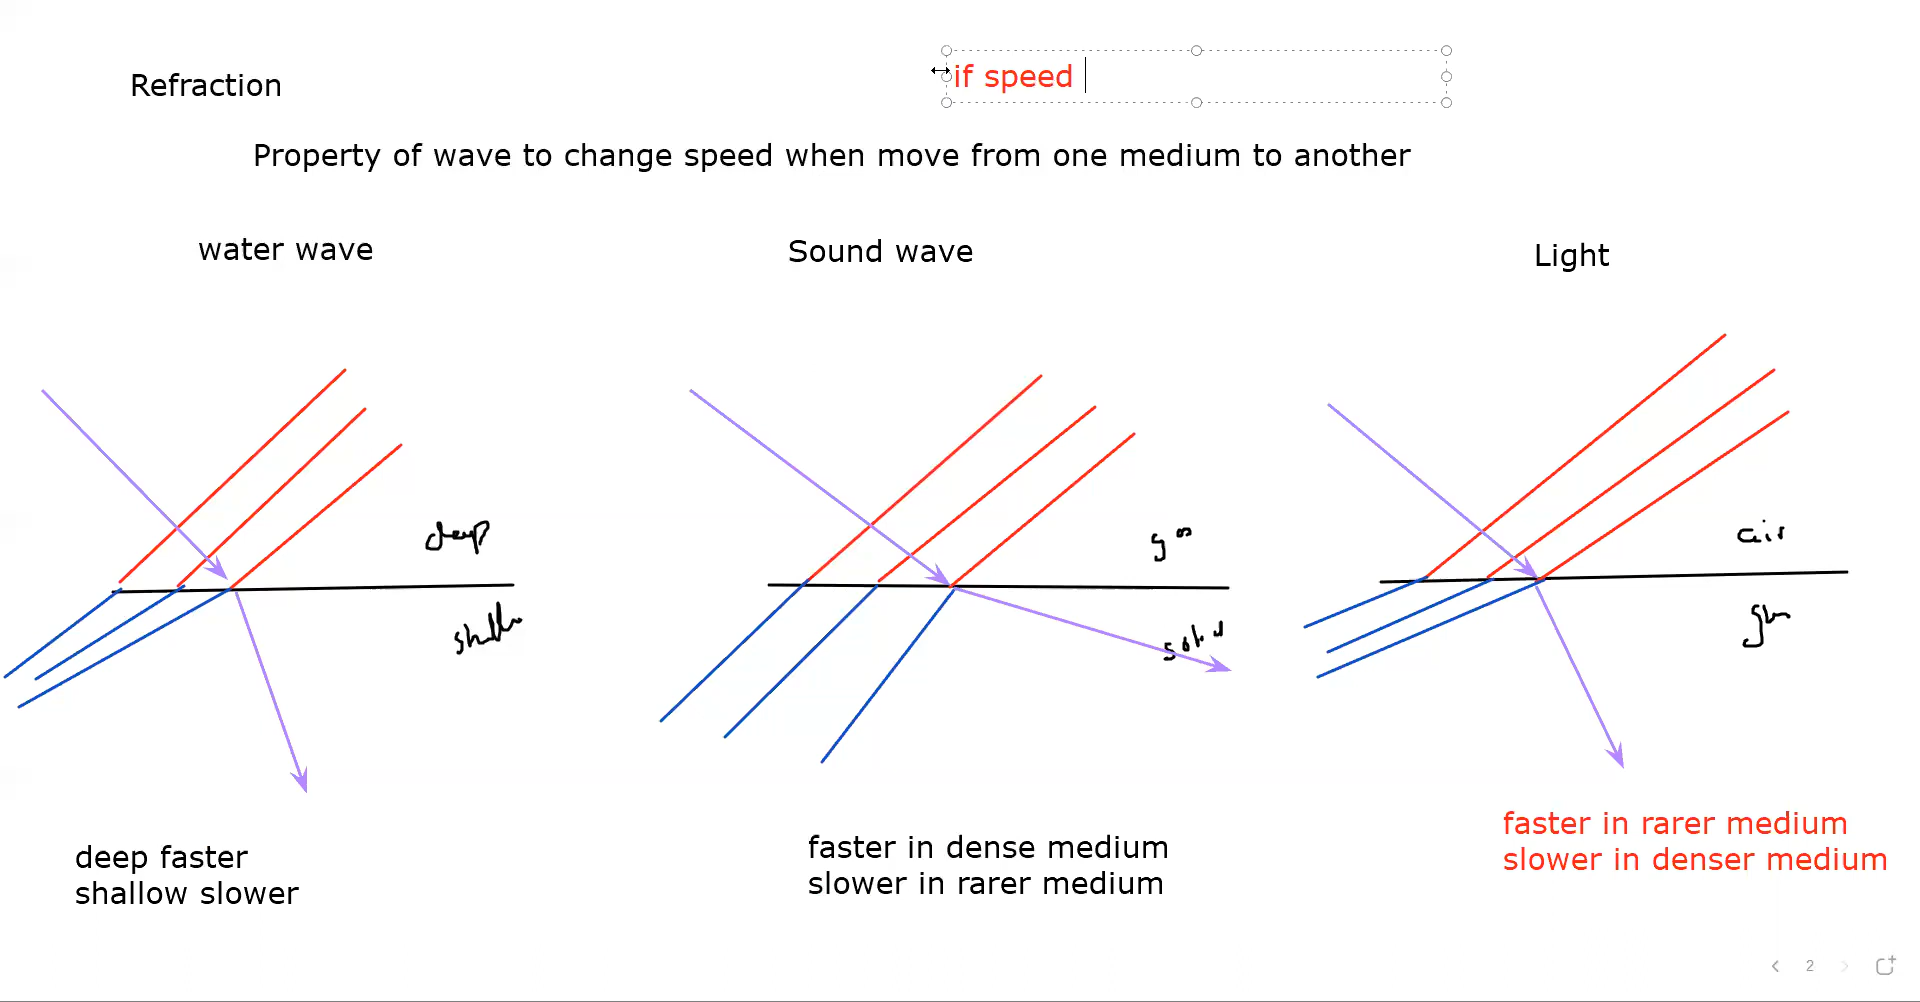 if speed
Refraction
Property of wave to change speed when move from one medium to another
water wave
Sound wave
Light
deep
air
solid
faster in rarer medium
slower in denser medium
faster in dense medium
slower in rarer medium
deep faster
shallow slower
2